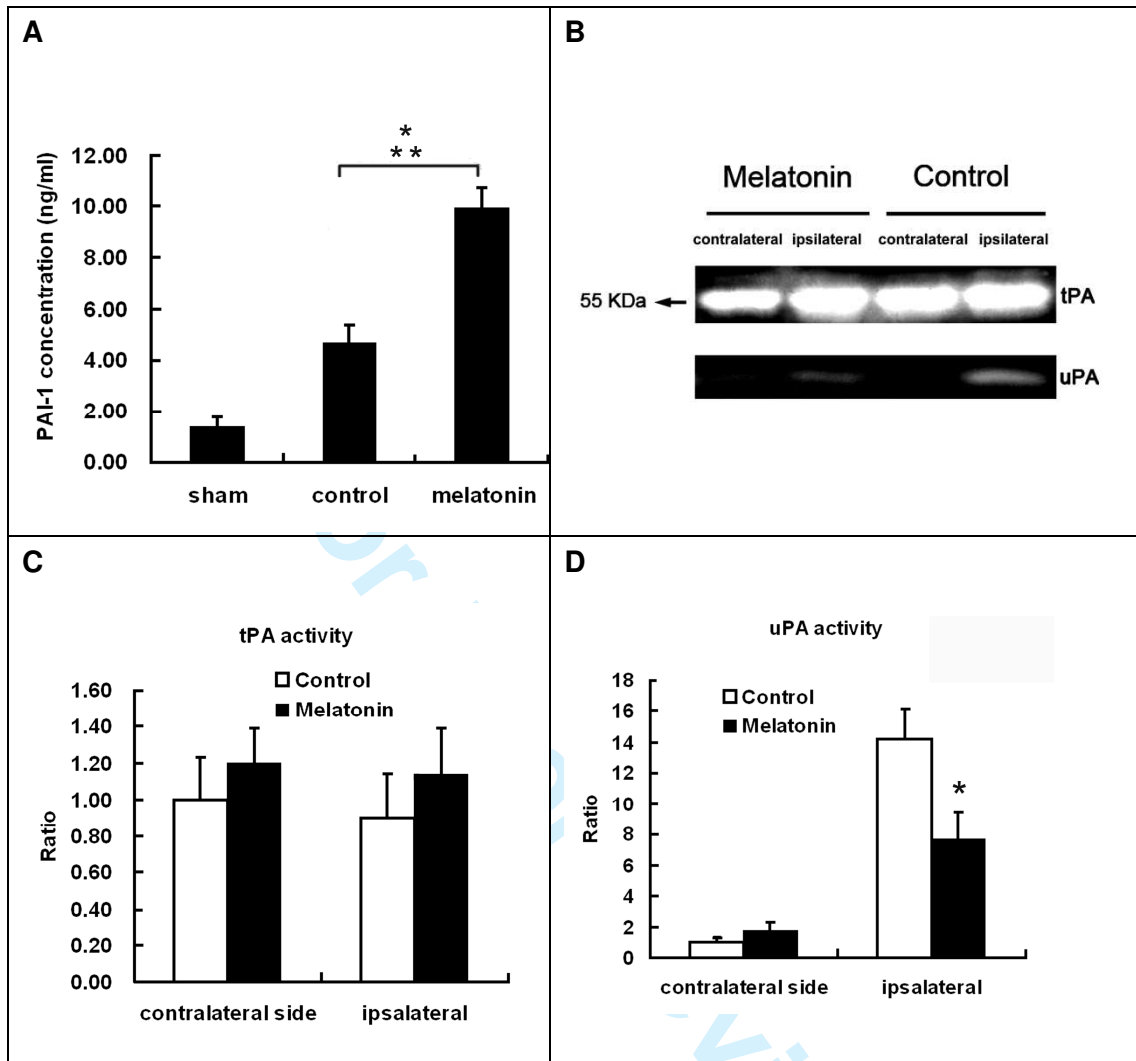 A
*
**
PAI-1 concentration (ng/ml)
12.00
10.00
8.00
6.00
4.00
2.00
0.00
sham control melatonin
B
Melatonin Control
contralateral ipsilateral contralateral ipsilateral
55 KDa
tPA
uPA
C
tPA activity
Control
Melatonin
Ratio
1.60
1.40
1.20
1.00
0.80
0.60
0.40
0.20
0.00
contralateral side ipsalateral
D
uPA activity
Control
Melatonin
*
Ratio
18
16
14
12
10
8
6
4
2
0
contralateral side ipsalateral